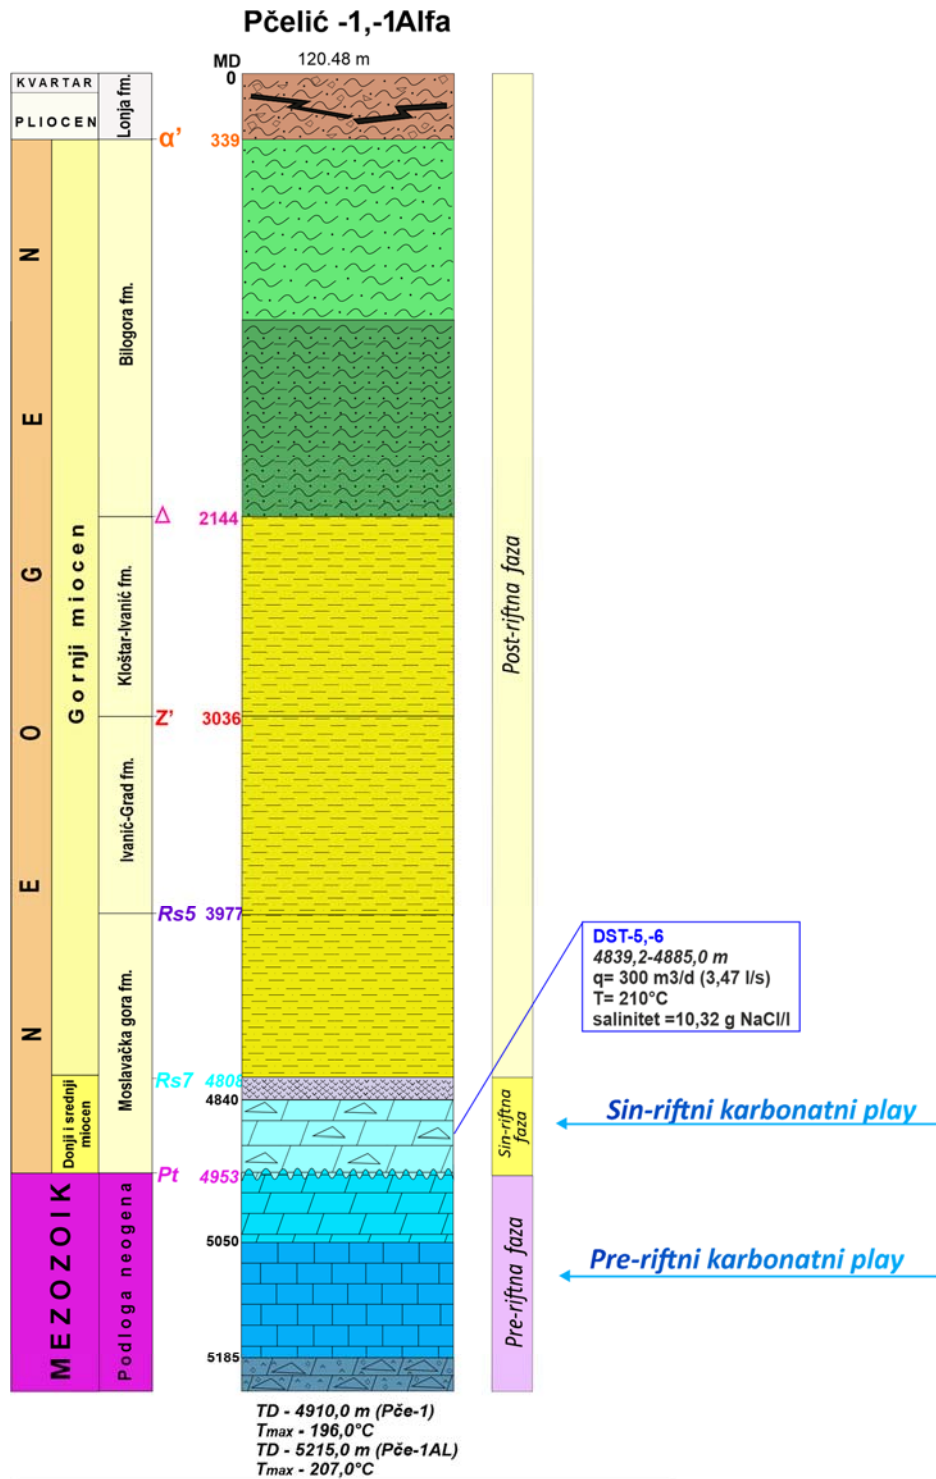 Pčelić -1,-1Alfa
MD
120.48 m
0
KVARTAR
PLIOCEN
Lonja fm.
α'
339
NEOGEN
Gornji miocen
Bilogora fm.
Δ
2144
Kloštar-Ivanić fm.
Post-riftna faza
Z'
3036
Ivanić-Grad fm.
Rs5
3977
Moslavačka gora fm.
DST-5,-6
4839,2-4885,0 m
q= 300 m3/d (3,47 l/s)
T= 210°C
salinitet =10,32 g NaCl/l
Rs7
4808
4840
Donji i srednji
miocen
Sin-riftna
faza
Sin-riftni karbonatni play
Pt
4953
MEZOZOIK
Podloga neogena
5050
Pre-riftna faza
Pre-riftni karbonatni play
5185
TD - 4910,0 m (Pče-1)
Tmax - 196,0°C
TD - 5215,0 m (Pče-1AL)
Tmax - 207,0°C